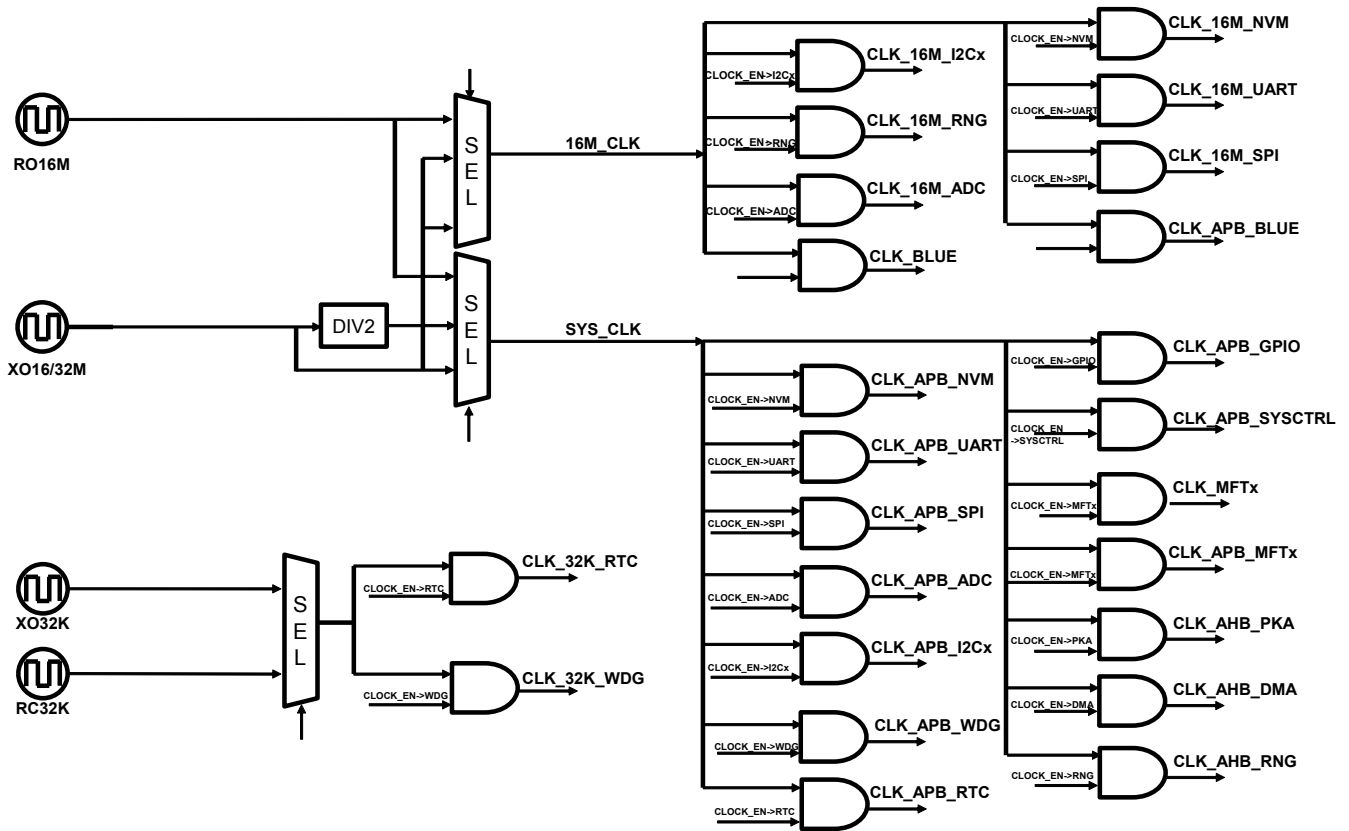 RO16M
XO16/32M
DIV2
SEL
SEL
16M_CLK
SYS_CLK
CLOCK_EN->I2Cx
CLK_16M_I2Cx
CLOCK_EN->RNG
CLK_16M_RNG
CLOCK_EN->ADC
CLK_16M_ADC
CLK_BLUE
CLOCK_EN->NVM
CLK_16M_NVM
CLOCK_EN->UART
CLK_16M_UART
CLOCK_EN->SPI
CLK_16M_SPI
CLK_APB_BLUE
CLOCK_EN->NVM
CLK_APB_NVM
CLOCK_EN->UART
CLK_APB_UART
CLOCK_EN->SPI
CLK_APB_SPI
CLOCK_EN->ADC
CLK_APB_ADC
CLOCK_EN->I2Cx
CLK_APB_I2Cx
CLOCK_EN->WDG
CLK_APB_WDG
CLOCK_EN->RTC
CLK_APB_RTC
CLOCK_EN->GPIO
CLK_APB_GPIO
CLOCK_EN
->SYSCTRL
CLK_APB_SYSCTRL
CLOCK_EN->MFTx
CLK_MFTx
CLOCK_EN->MFTx
CLK_APB_MFTx
CLOCK_EN->PKA
CLK_AHB_PKA
CLOCK_EN->DMA
CLK_AHB_DMA
CLOCK_EN->RNG
CLK_AHB_RNG
XO32K
RC32K
SEL
CLOCK_EN->RTC
CLK_32K_RTC
CLOCK_EN->WDG
CLK_32K_WDG